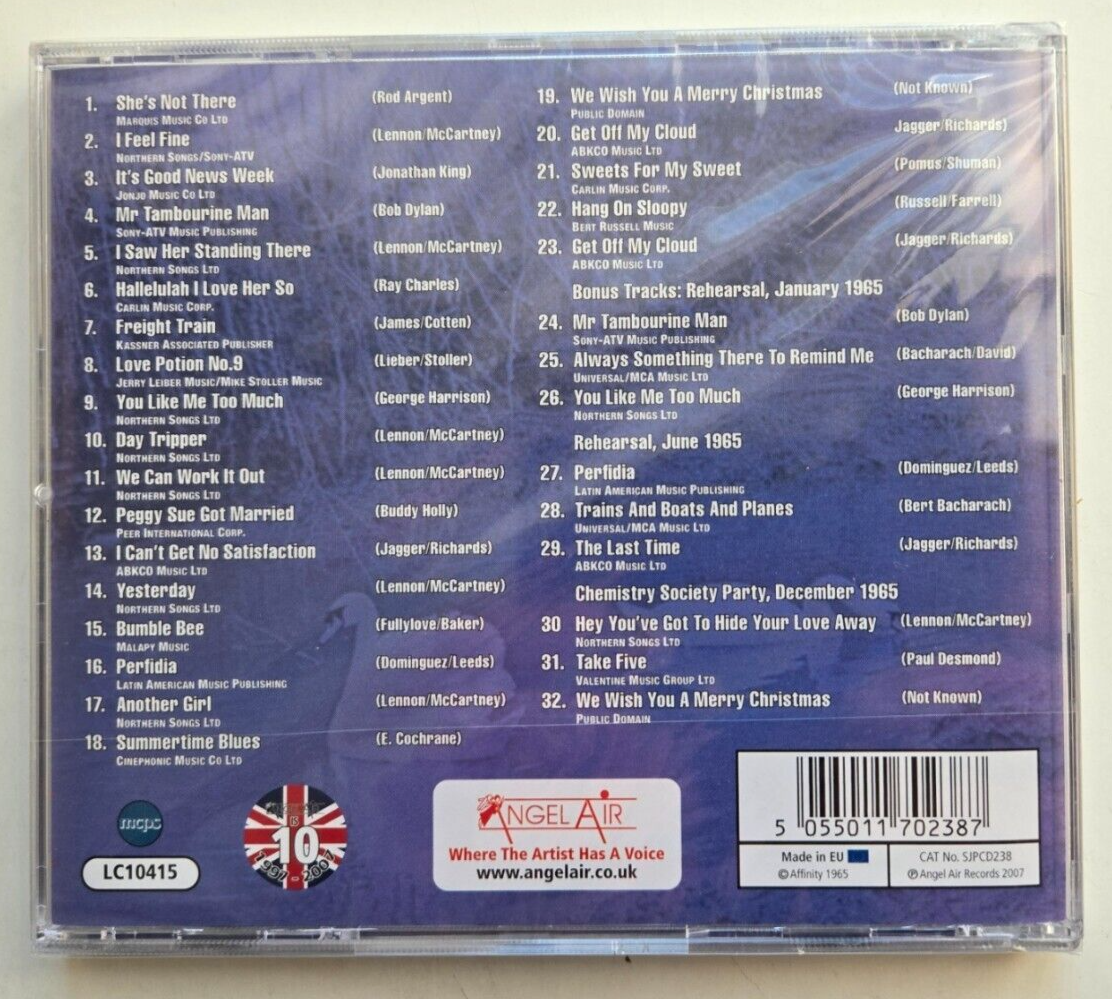 1. She's Not There (Rod Argent)
Marquis Music Co Ltd
2. I Feel Fine (Lennon/McCartney)
Northern Songs/Sony-ATV
3. It's Good News Week (Jonathan King)
Jonjo Music Co Ltd
4. Mr Tambourine Man (Bob Dylan)
Sony-ATV Music Publishing
5. I Saw Her Standing There (Lennon/McCartney)
Northern Songs Ltd
6. Hallelulah I Love Her So (Ray Charles)
Carlin Music Corp.
7. Freight Train (James/Cotten)
Kassner Associated Publisher
8. Love Potion No.9 (Lieber/Stoller)
Jerry Leiber Music/Mike Stoller Music
9. You Like Me Too Much (George Harrison)
Northern Songs Ltd
10. Day Tripper (Lennon/McCartney)
Northern Songs Ltd
11. We Can Work It Out (Lennon/McCartney)
Northern Songs Ltd
12. Peggy Sue Got Married (Buddy Holly)
Peer International Corp.
13. I Can't Get No Satisfaction (Jagger/Richards)
ABKCO Music Ltd
14. Yesterday (Lennon/McCartney)
Northern Songs Ltd
15. Bumble Bee (Fullylove/Baker)
Malapy Music
16. Perfidia (Dominguez/Leeds)
Latin American Music Publishing
17. Another Girl (Lennon/McCartney)
Northern Songs Ltd
18. Summertime Blues (E. Cochrane)
Cinephonic Music Co Ltd
19. We Wish You A Merry Christmas (Not Known)
Public Domain
20. Get Off My Cloud Jagger/Richards)
ABKCO Music Ltd
21. Sweets For My Sweet (Pomus/Shuman)
Carlin Music Corp.
22. Hang On Sloopy (Russell/Farrell)
Bert Russell Music
23. Get Off My Cloud (Jagger/Richards)
ABKCO Music Ltd
Bonus Tracks: Rehearsal, January 1965
24. Mr Tambourine Man (Bob Dylan)
Sony-ATV Music Publishing
25. Always Something There To Remind Me (Bacharach/David)
Universal/MCA Music Ltd
26. You Like Me Too Much (George Harrison)
Northern Songs Ltd
Rehearsal, June 1965
27. Perfidia (Dominguez/Leeds)
Latin American Music Publishing
28. Trains And Boats And Planes (Bert Bacharach)
Universal/MCA Music Ltd
29. The Last Time (Jagger/Richards)
ABKCO Music Ltd
Chemistry Society Party, December 1965
30 Hey You've Got To Hide Your Love Away (Lennon/McCartney)
Northern Songs Ltd
31. Take Five (Paul Desmond)
Valentine Music Group Ltd
32. We Wish You A Merry Christmas (Not Known)
Public Domain
mcps
LC10415
Angel Air
is
10
1997 - 2007
Angel Air
Where The Artist Has A Voice
www.angelair.co.uk
5 055011 702387
Made in EU
© Affinity 1965
CAT No. SJPCD238
℗ Angel Air Records 2007